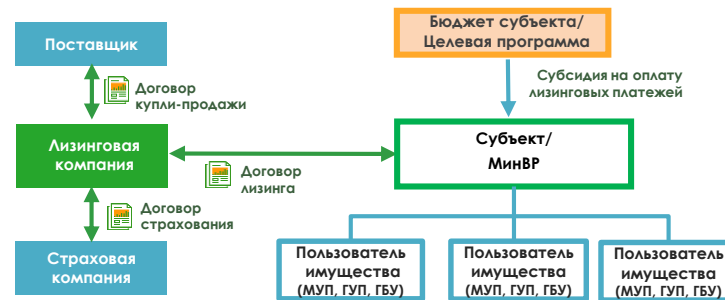 Поставщик
Договор
купли-продажи
Лизинговая
компания
Договор
страхования
Страховая
компания
Договор
лизинга
Бюджет субъекта/
Целевая программа
Субсидия на оплату
лизинговых платежей
Субъект/
МинВР
Пользователь
имущества
(МУП, ГУП, ГБУ)
Пользователь
имущества
(МУП, ГУП, ГБУ)
Пользователь
имущества
(МУП, ГУП, ГБУ)